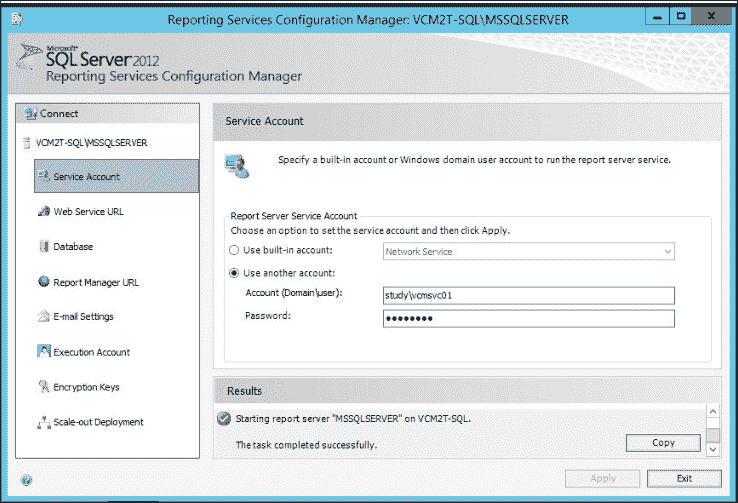 Reporting Services Configuration Manager: VCM2T-SQL\MSSQLSERVER
Microsoft
SQL Server 2012
Reporting Services Configuration Manager
Connect
VCM2T-SQL\MSSQLSERVER
Service Account
Web Service URL
Database
Report Manager URL
E-mail Settings
Execution Account
Encryption Keys
Scale-out Deployment
Service Account
Specify a built-in account or Windows domain user account to run the report server service.
Report Server Service Account
Choose an option to set the service account and then click Apply.
Use built-in account:
Network Service
Use another account:
Account (Domain\user):
study\vcmsvc01
Password:
●●●●●●●●
Results
Starting report server "MSSQLSERVER" on VCM2T-SQL.
The task completed successfully.
Copy
Apply
Exit